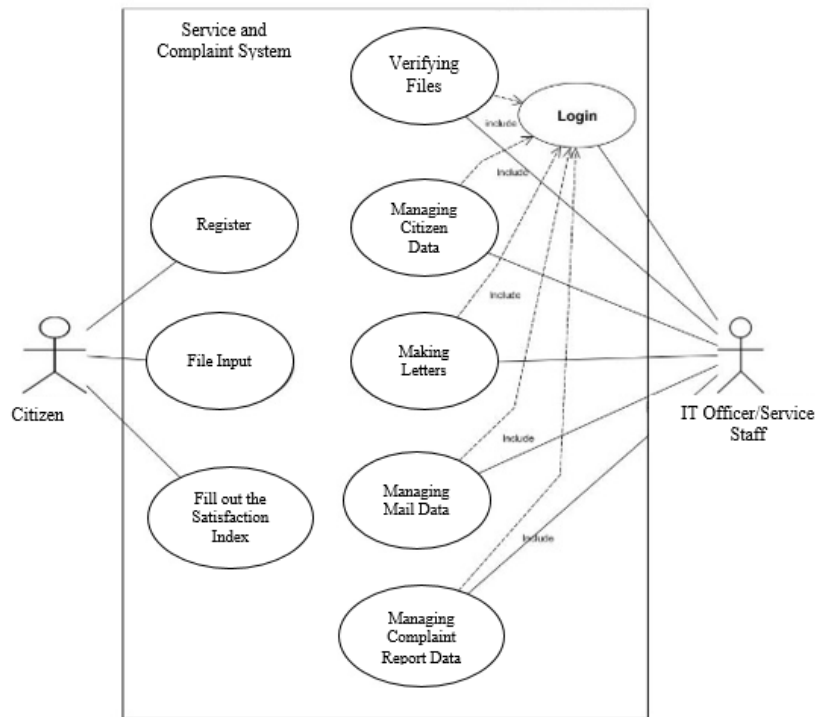 Service and
Complaint System
Verifying
Files
Login
include
Include
Register
Managing
Citizen
Data
Include
File Input
Making
Letters
Citizen
IT Officer/Service
Staff
Include
Fill out the
Satisfaction
Index
Managing
Mail Data
Include
Managing
Complaint
Report Data